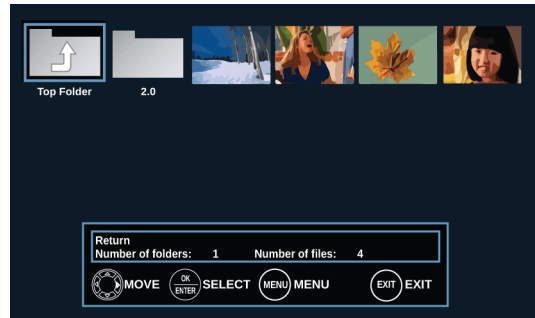 Top Folder 2.0
Return
Number of folders: 1 Number of files: 4
MOVE OK ENTER SELECT MENU MENU EXIT EXIT